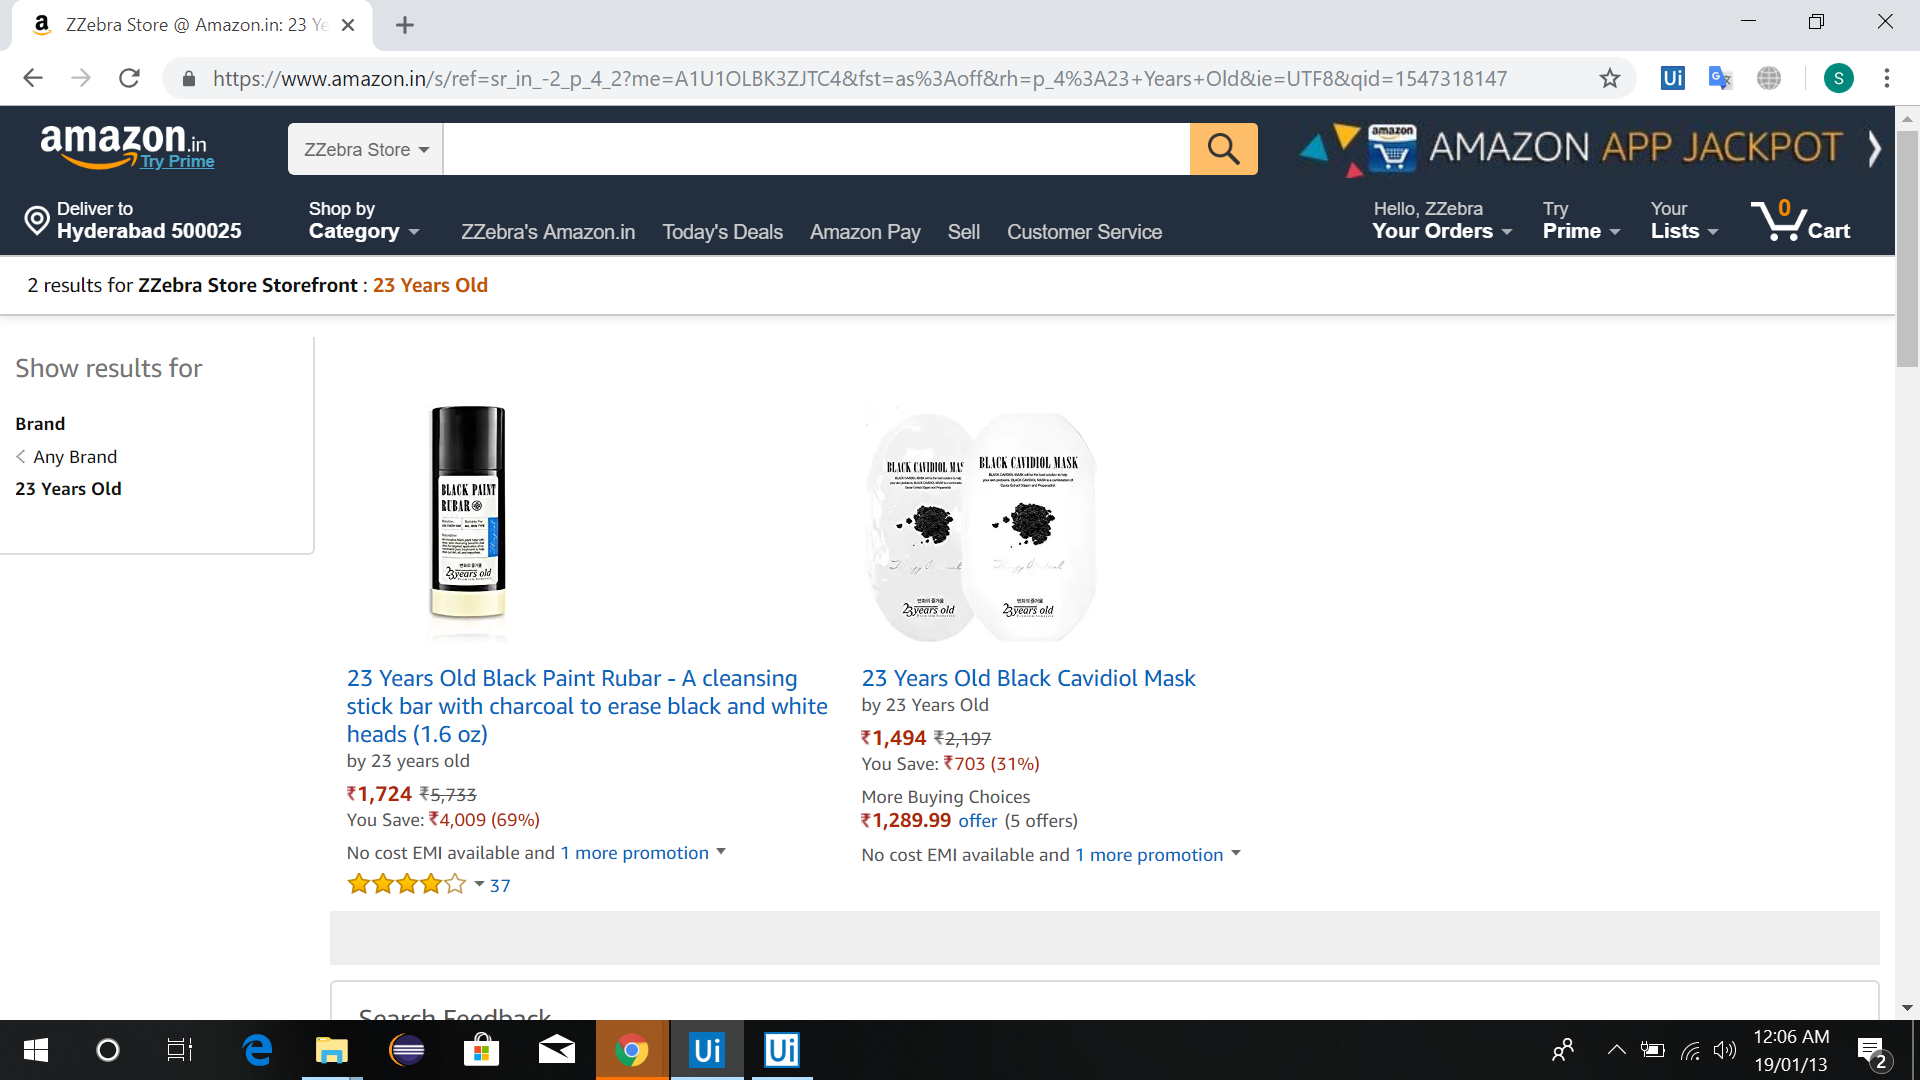 ZZebra Store @ Amazon.in: 23 Ye
https://www.amazon.in/s/ref=sr_in_-2_p_4_2?me=A1U1OLBK3ZJTC4&fst=as%3Aoff&rh=p_4%3A23+Years+Old&ie=UTF8&qid=1547318147
S
amazon.in
Try Prime
ZZebra Store
amazon
AMAZON APP JACKPOT
Deliver to
Hyderabad 500025
Shop by
Category
ZZebra's Amazon.in
Today's Deals
Amazon Pay
Sell
Customer Service
Hello, ZZebra
Your Orders
Try
Prime
Your
Lists
0
Cart
2 results for ZZebra Store Storefront : 23 Years Old
Show results for
Brand
Any Brand
23 Years Old
BLACK PAINT
RUBAR
23years old
BLACK CAVIDIOL MAS
23years old
BLACK CAVIDIOL MASK
23years old
23 Years Old Black Paint Rubar - A cleansing
stick bar with charcoal to erase black and white
heads (1.6 oz)
by 23 years old
₹1,724 ₹5,733
You Save: ₹4,009 (69%)
No cost EMI available and 1 more promotion
37
23 Years Old Black Cavidiol Mask
by 23 Years Old
₹1,494 ₹2,197
You Save: ₹703 (31%)
More Buying Choices
₹1,289.99 offer (5 offers)
No cost EMI available and 1 more promotion
Search Feedback
Ui
Ui
12:06 AM
19/01/13
2